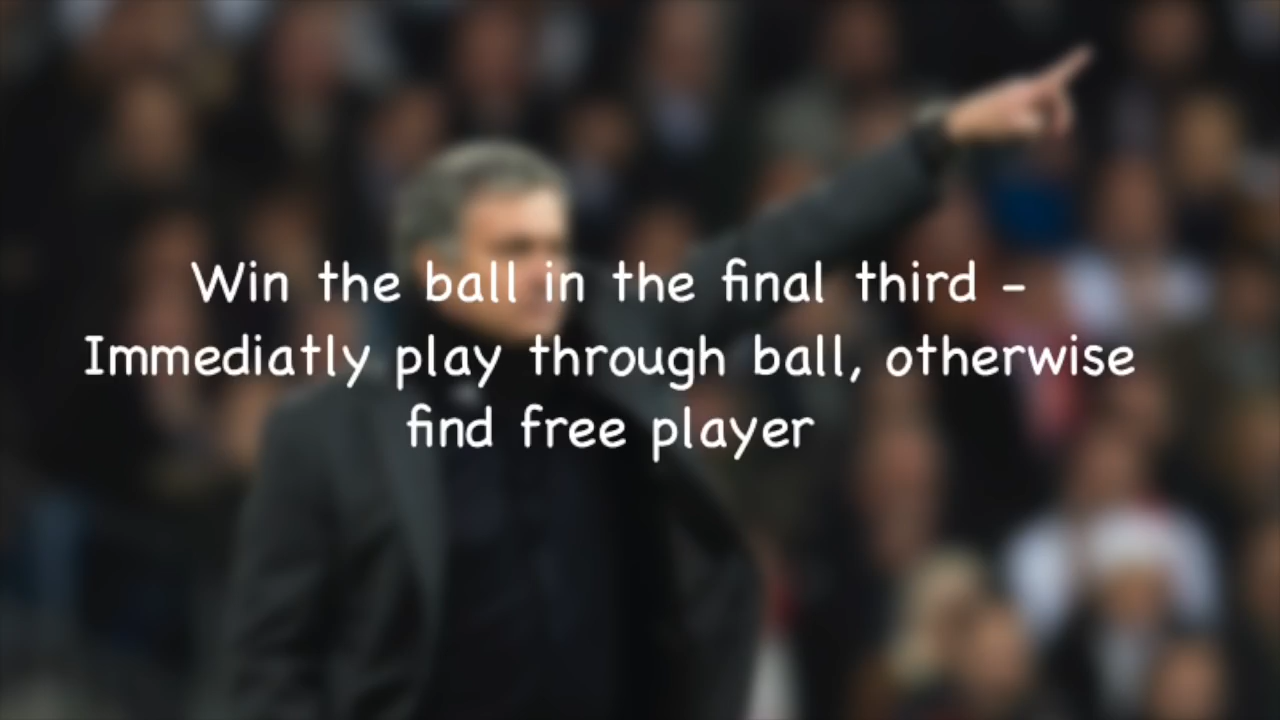 Win the ball in the final third -
Immediatly play through ball, otherwise
find free player